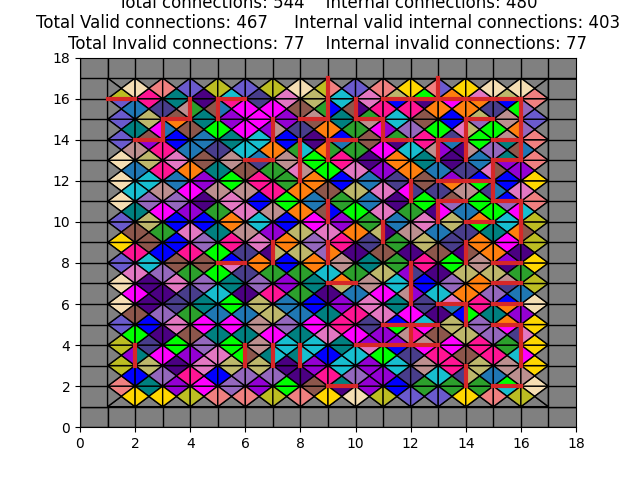 Total connections: 544 Internal connections: 480
Total Valid connections: 467 Internal valid internal connections: 403
Total Invalid connections: 77 Internal invalid connections: 77
18
16
14
12
10
8
6
4
2
0
0 2 4 6 8 10 12 14 16 18